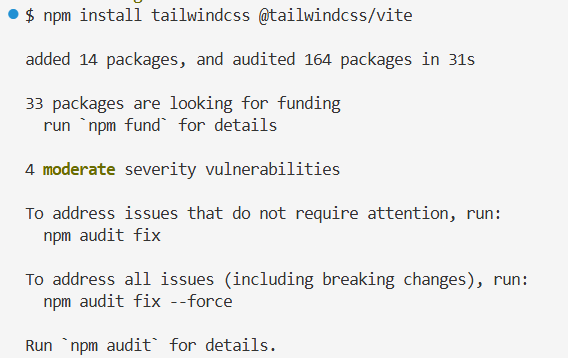 $ npm install tailwindcss @tailwindcss/vite
added 14 packages, and audited 164 packages in 31s
33 packages are looking for funding
run `npm fund` for details
4 moderate severity vulnerabilities
To address issues that do not require attention, run:
npm audit fix
To address all issues (including breaking changes), run:
npm audit fix --force
Run `npm audit` for details.